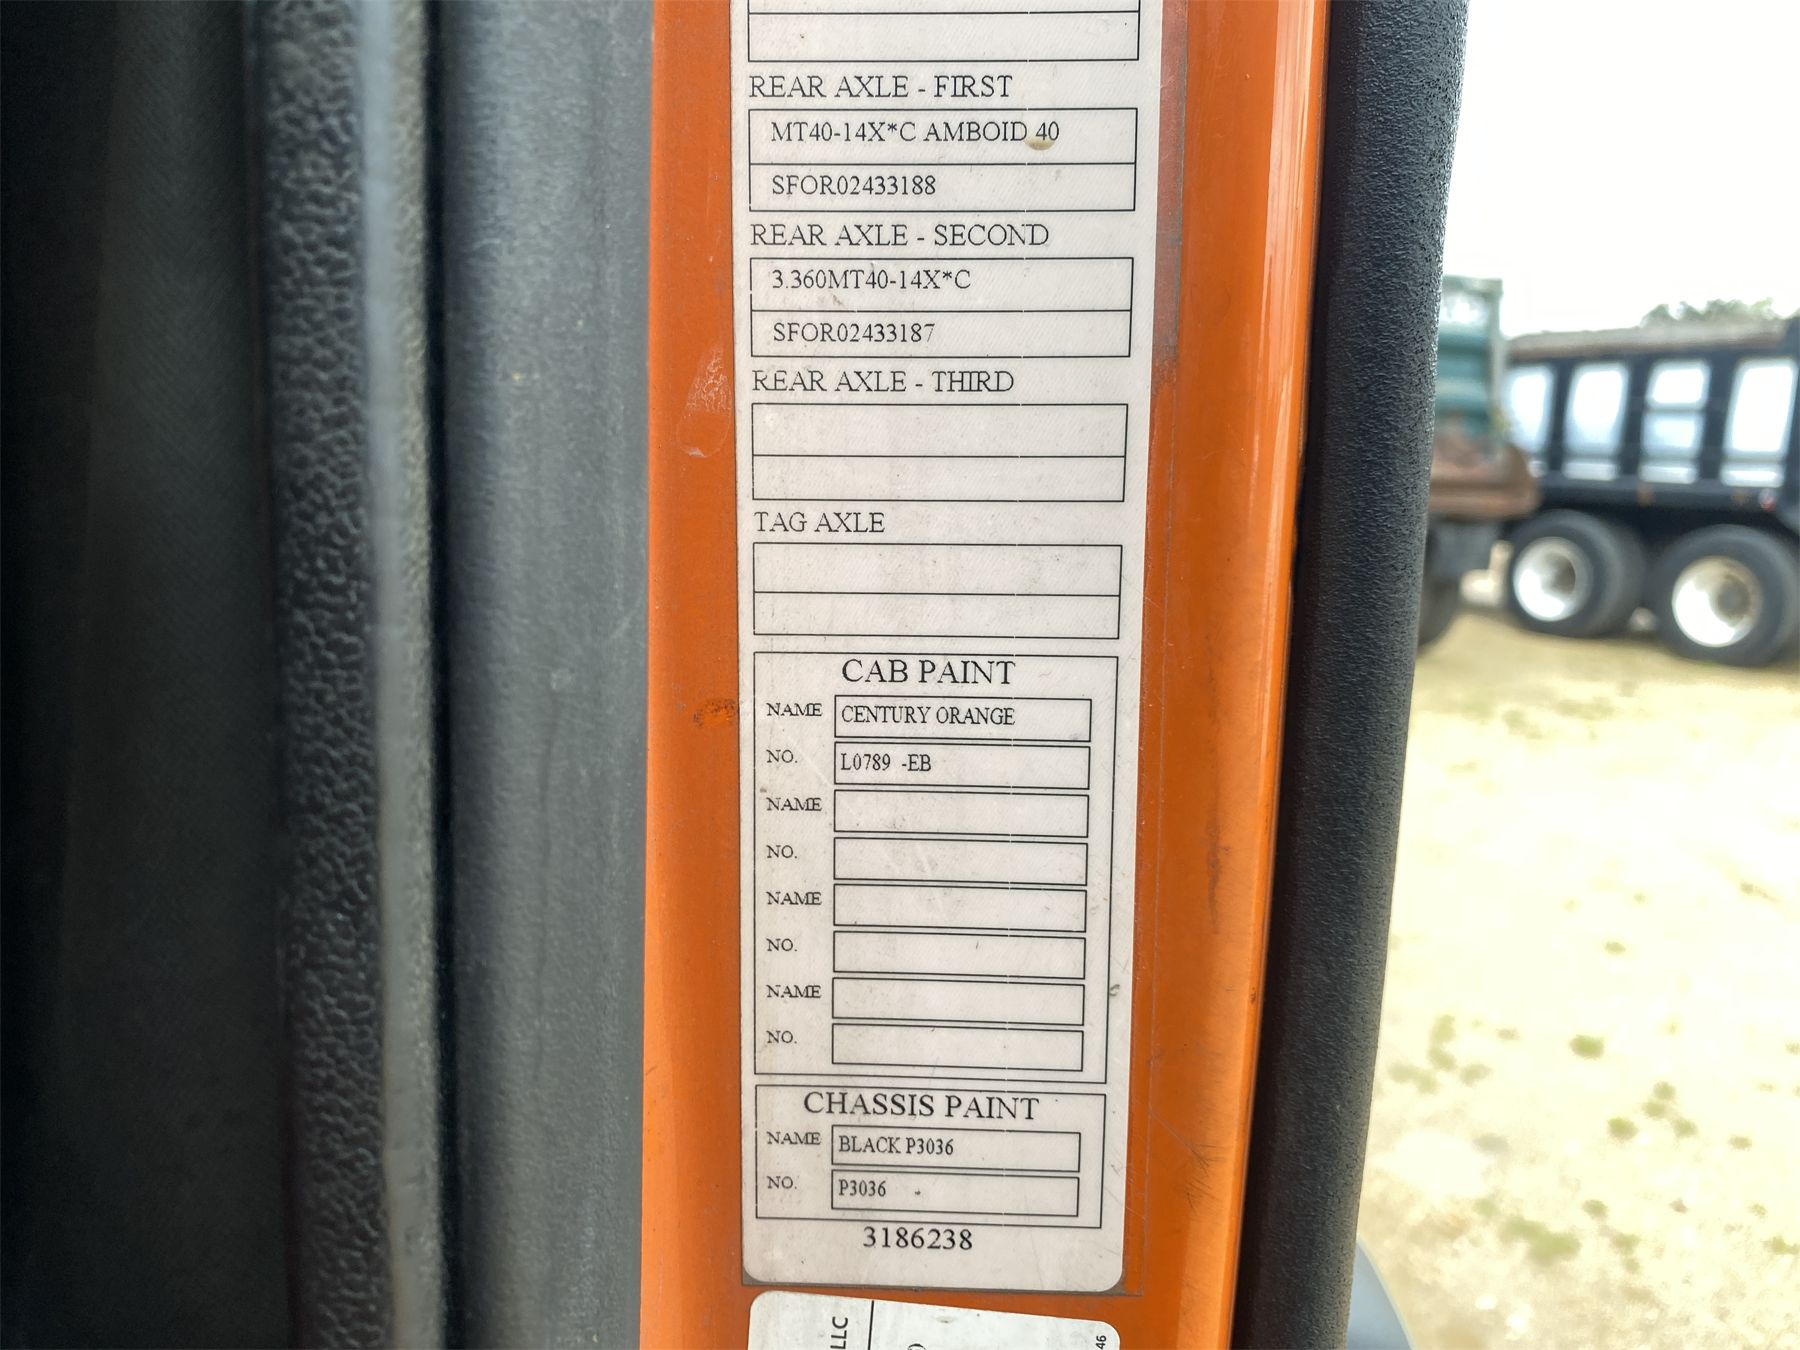 REAR AXLE - FIRST
MT40-14X*C AMBOID 40
SFOR02433188
REAR AXLE - SECOND
3.360MT40-14X*C
SFOR02433187
REAR AXLE - THIRD
TAG AXLE
CAB PAINT
NAME CENTURY ORANGE
NO. L0789 -EB
NAME
NO.
NAME
NO.
NAME
NO.
CHASSIS PAINT
NAME BLACK P3036
NO. P3036
3186238
LLC
46